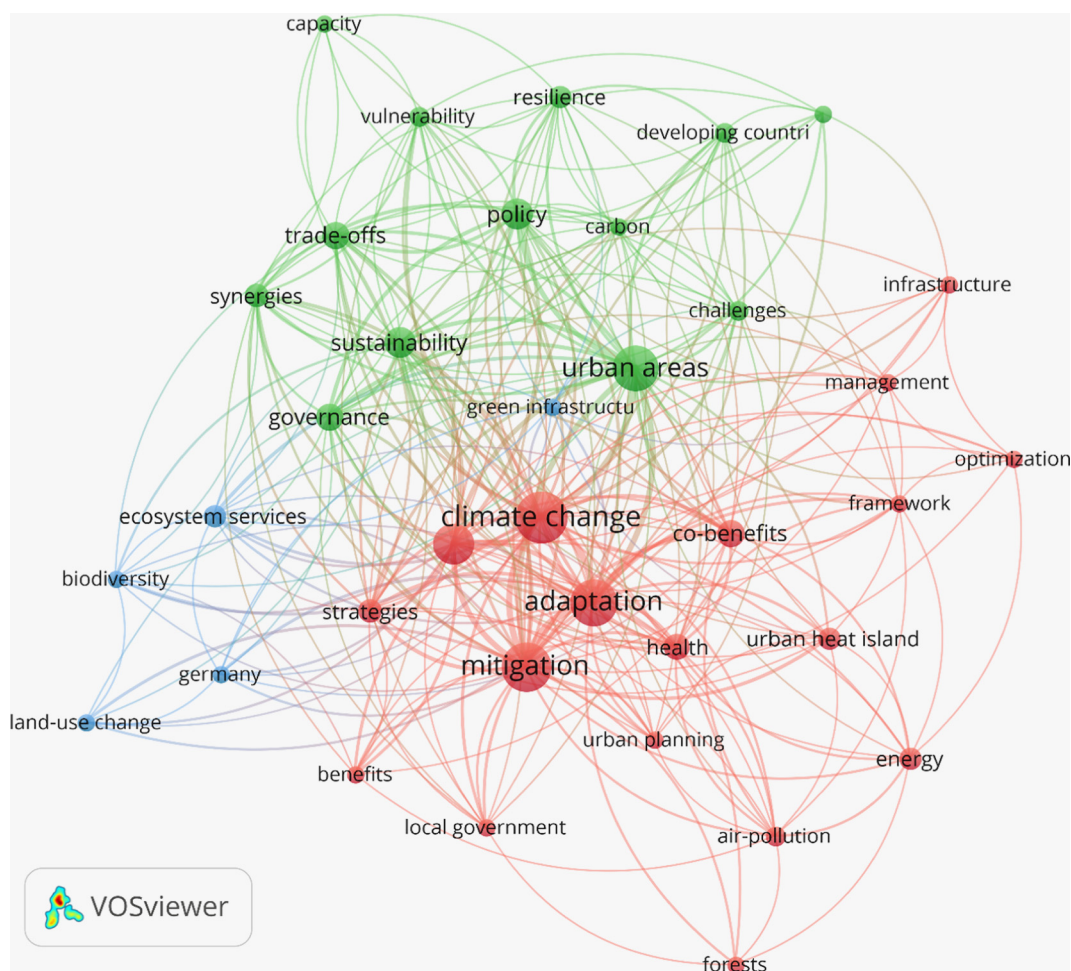 capacity
resilience
vulnerability
developing countri
policy
carbon
trade-offs
infrastructure
synergies
challenges
sustainability
urban areas
management
green infrastructu
governance
optimization
framework
climate change
ecosystem services
co-benefits
biodiversity
adaptation
strategies
urban heat island
health
mitigation
germany
land-use change
urban planning
energy
benefits
local government
air-pollution
VOSviewer
forests